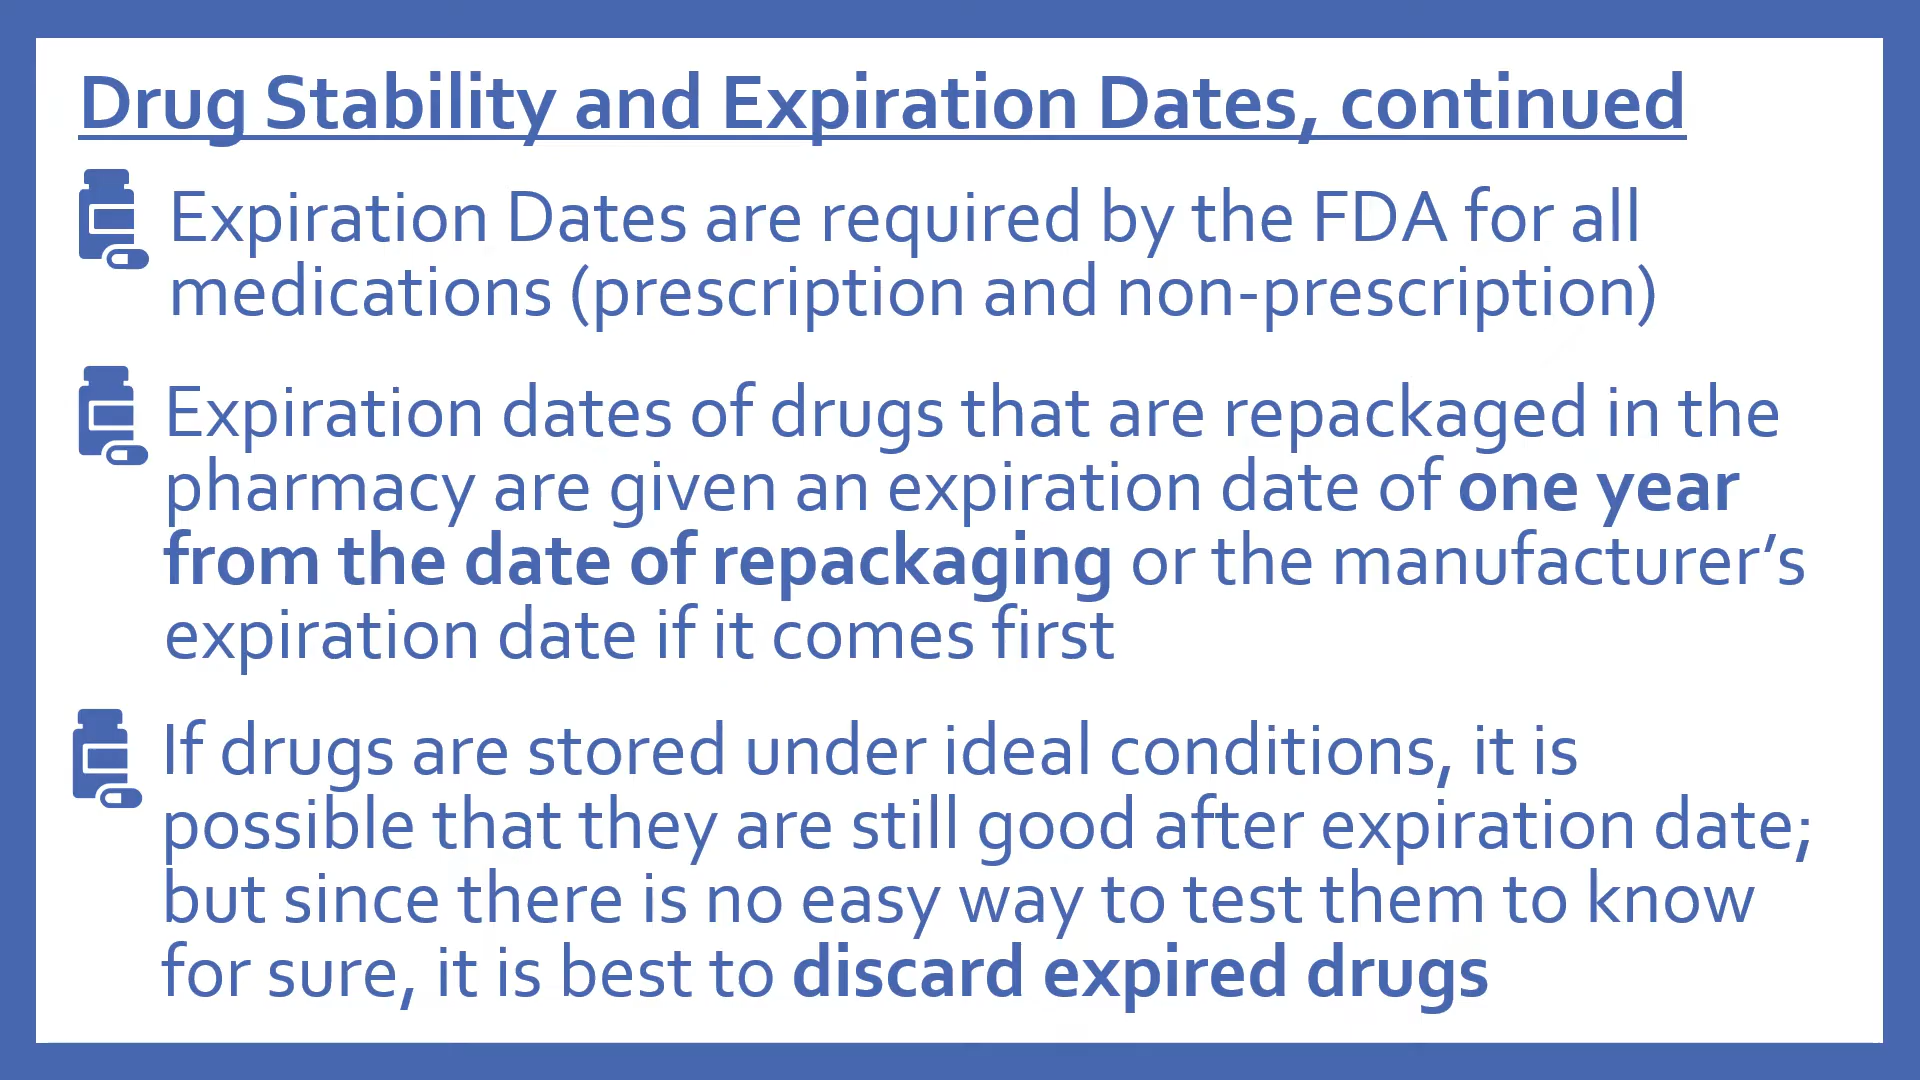 Drug Stability and Expiration Dates, continued
Expiration Dates are required by the FDA for all
medications (prescription and non-prescription)
Expiration dates of drugs that are repackaged in the
pharmacy are given an expiration date of one year
from the date of repackaging or the manufacturer’s
expiration date if it comes first
If drugs are stored under ideal conditions, it is
possible that they are still good after expiration date;
but since there is no easy way to test them to know
for sure, it is best to discard expired drugs